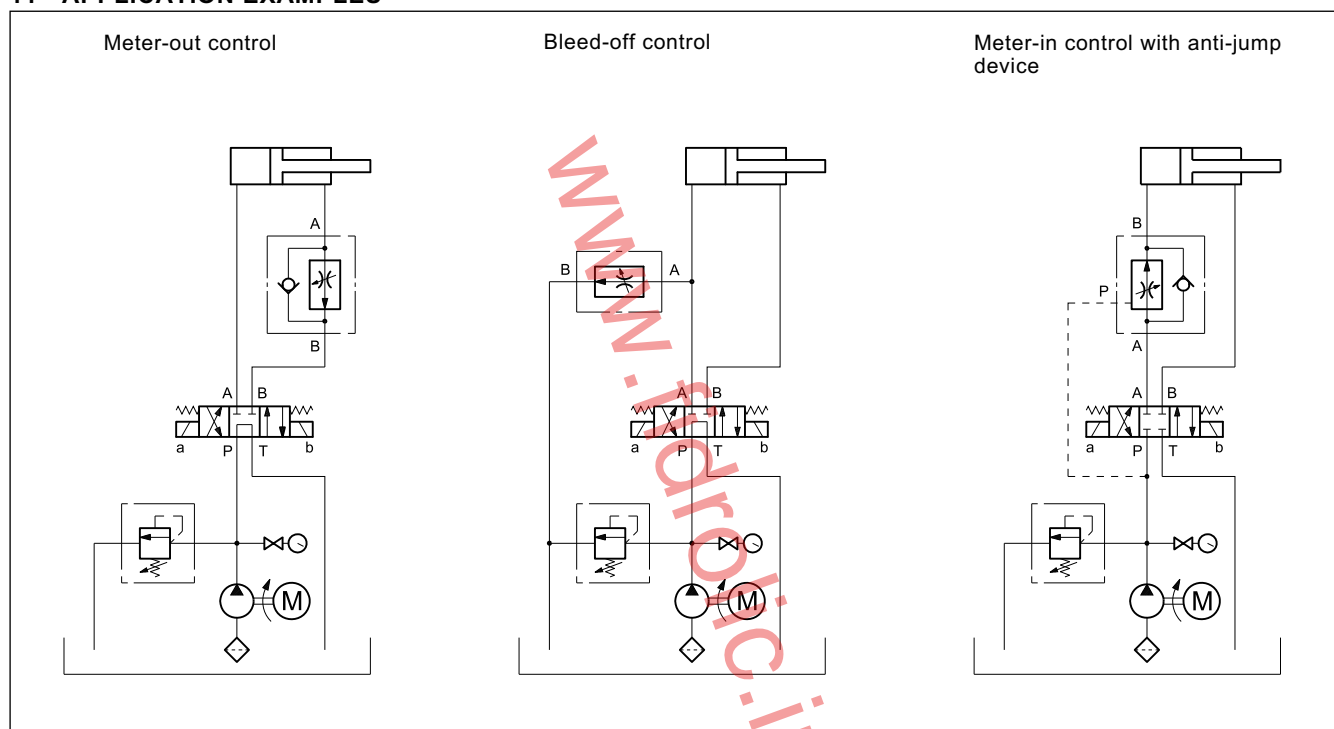 Meter-out control
Bleed-off control
Meter-in control with anti-jump
device
A
B
A B
a P T b
M
B A
A B
a P T b
M
B
P
A
A B
a P T b
M